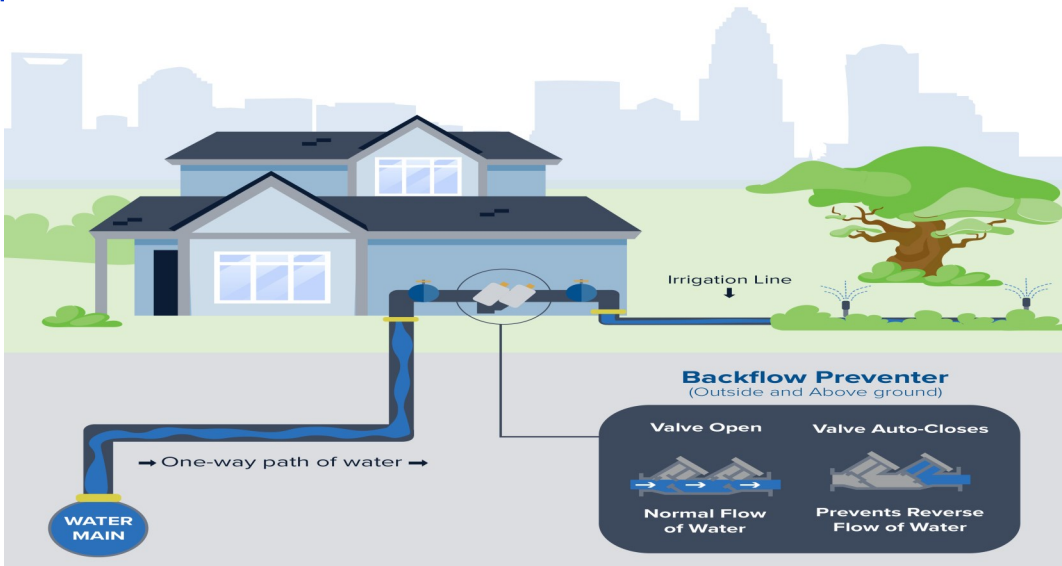 Irrigation Line
Backflow Preventer
(Outside and Above ground)
Valve Open
Valve Auto-Closes
One-way path of water
Normal Flow
of Water
Prevents Reverse
Flow of Water
WATER
MAIN